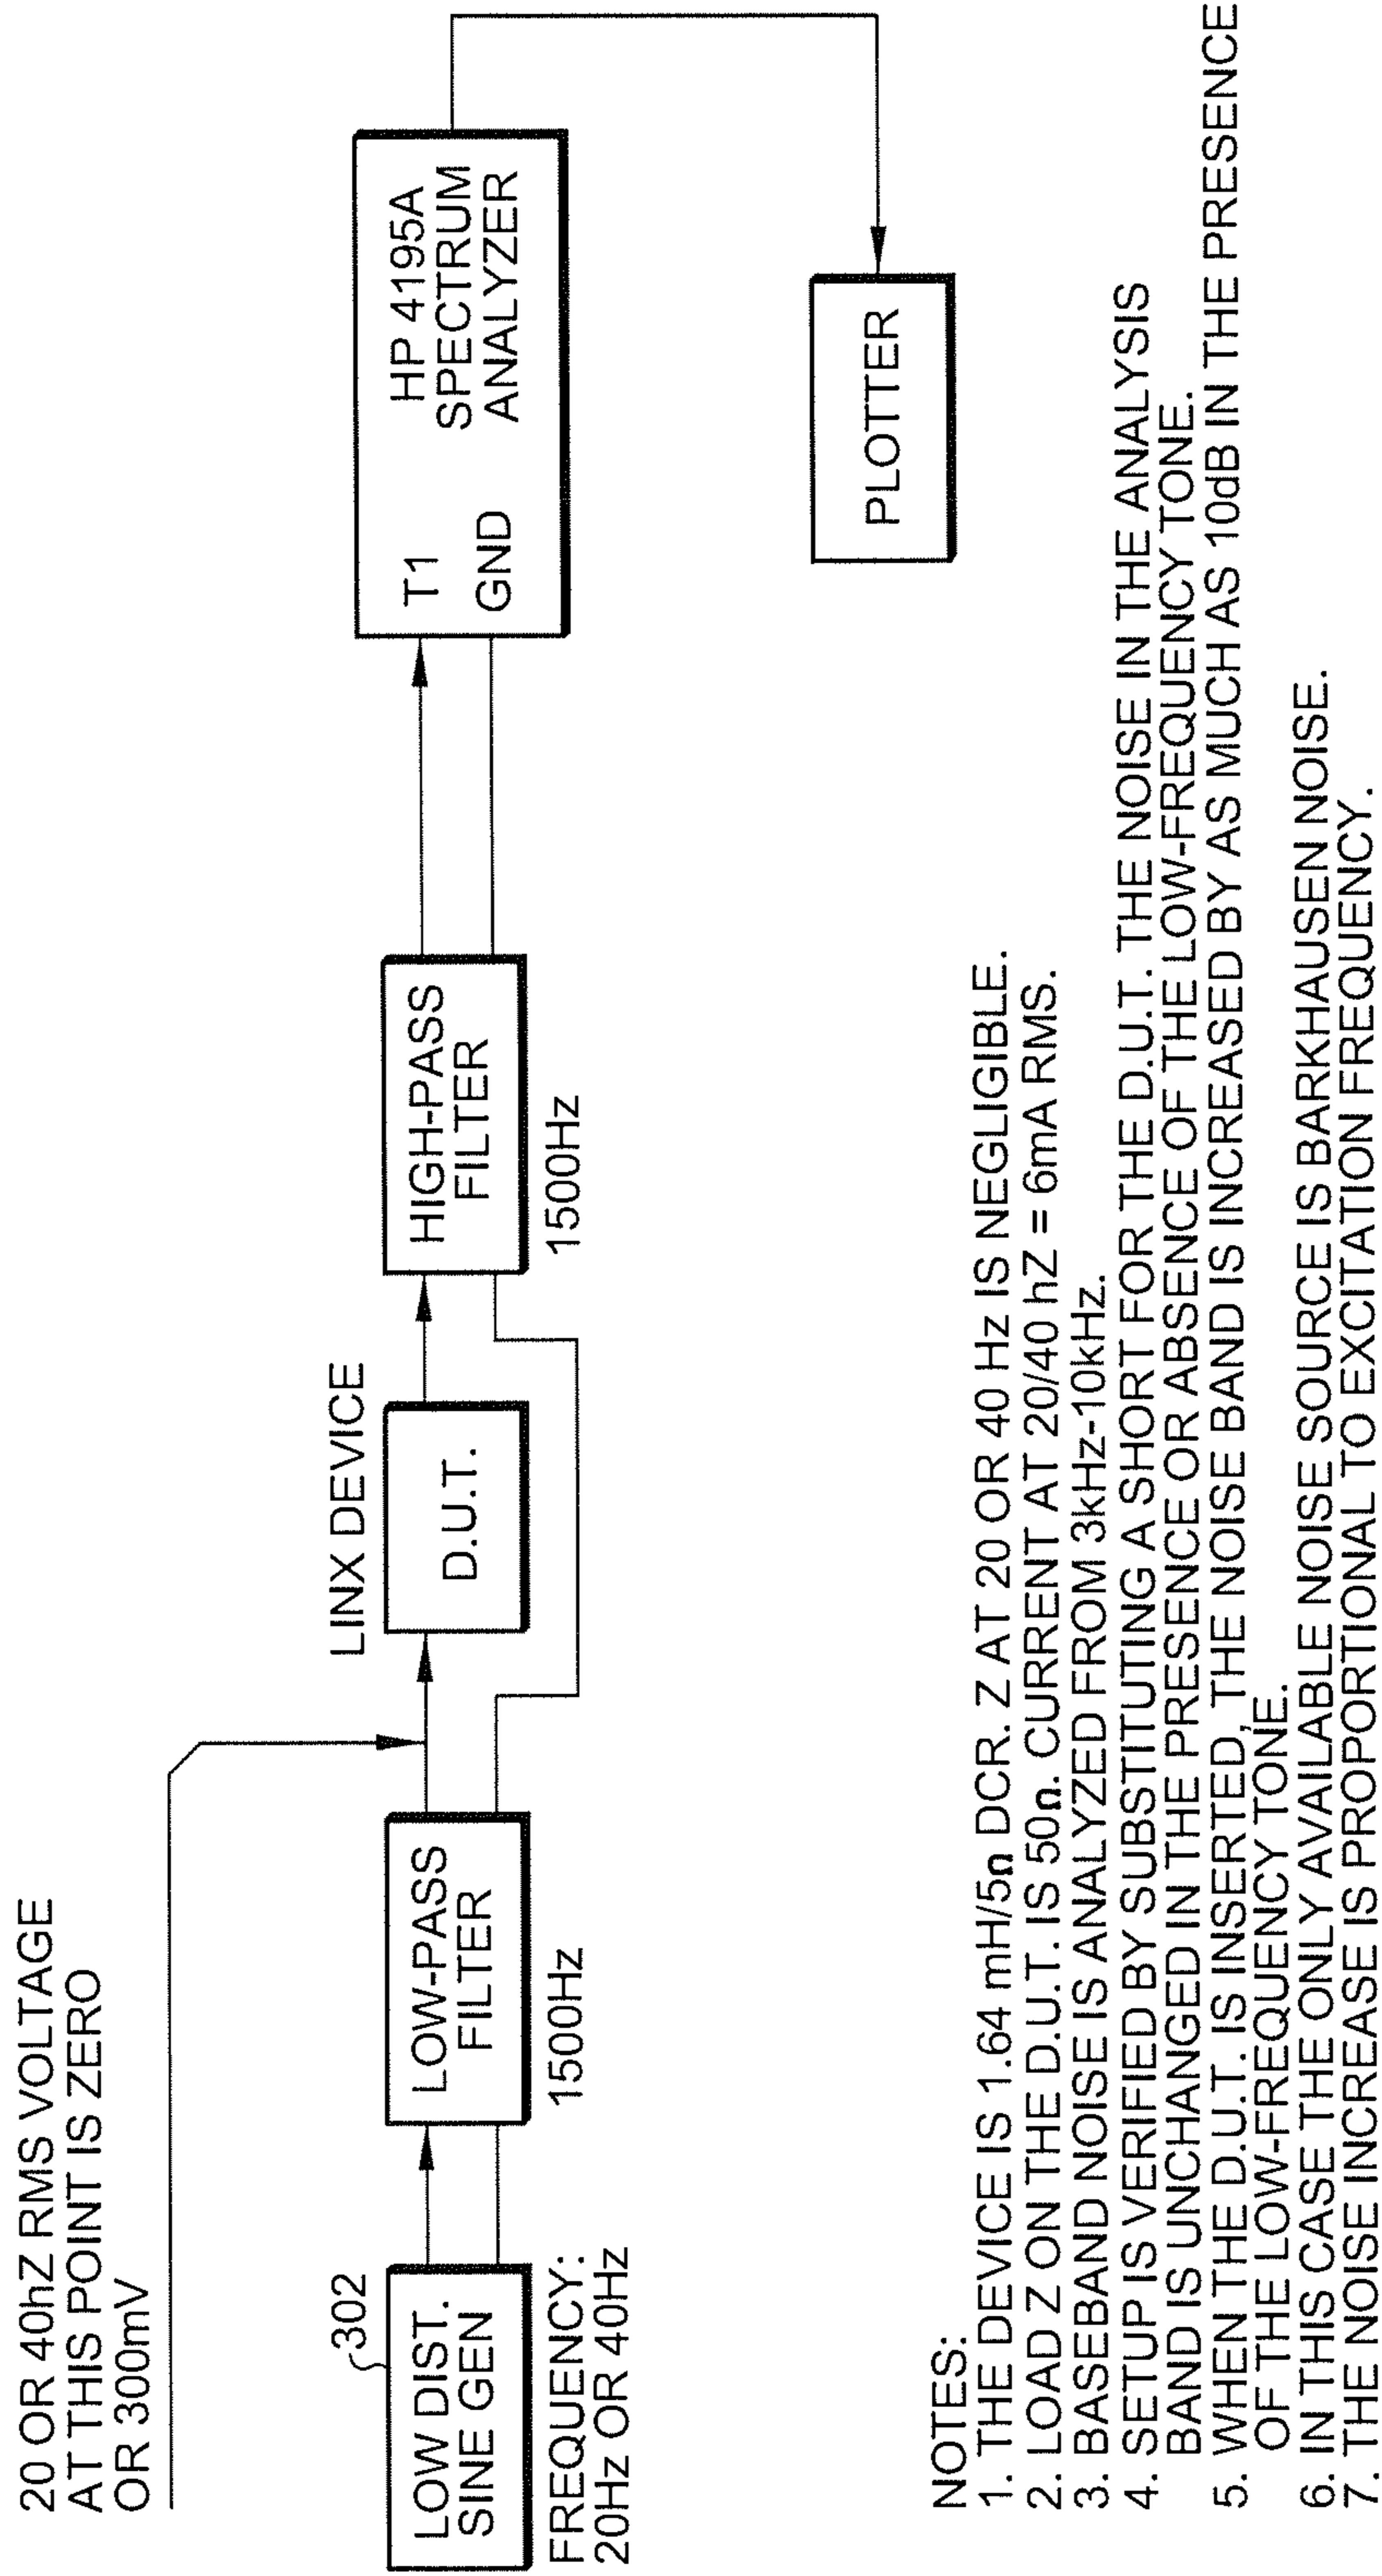 20 OR 40hZ RMS VOLTAGE
AT THIS POINT IS ZERO
OR 300mV
302
LOW DIST.
SINE GEN
FREQUENCY:
20Hz OR 40Hz
LOW-PASS
FILTER
1500Hz
LINX DEVICE
D.U.T.
HIGH-PASS
FILTER
1500Hz
T1
GND
HP 4195A
SPECTRUM
ANALYZER
PLOTTER
NOTES:
1. THE DEVICE IS 1.64 mH/5n DCR. Z AT 20 OR 40 Hz IS NEGLIGIBLE.
2. LOAD Z ON THE D.U.T. IS 50n. CURRENT AT 20/40 hZ = 6mA RMS.
3. BASEBAND NOISE IS ANALYZED FROM 3kHz-10kHz.
4. SETUP IS VERIFIED BY SUBSTITUTING A SHORT FOR THE D.U.T. THE NOISE IN THE ANALYSIS
BAND IS UNCHANGED IN THE PRESENCE OR ABSENCE OF THE LOW-FREQUENCY TONE.
5. WHEN THE D.U.T. IS INSERTED, THE NOISE BAND IS INCREASED BY AS MUCH AS 10dB IN THE PRESENCE
OF THE LOW-FREQUENCY TONE.
6. IN THIS CASE THE ONLY AVAILABLE NOISE SOURCE IS BARKHAUSEN NOISE.
7. THE NOISE INCREASE IS PROPORTIONAL TO EXCITATION FREQUENCY.